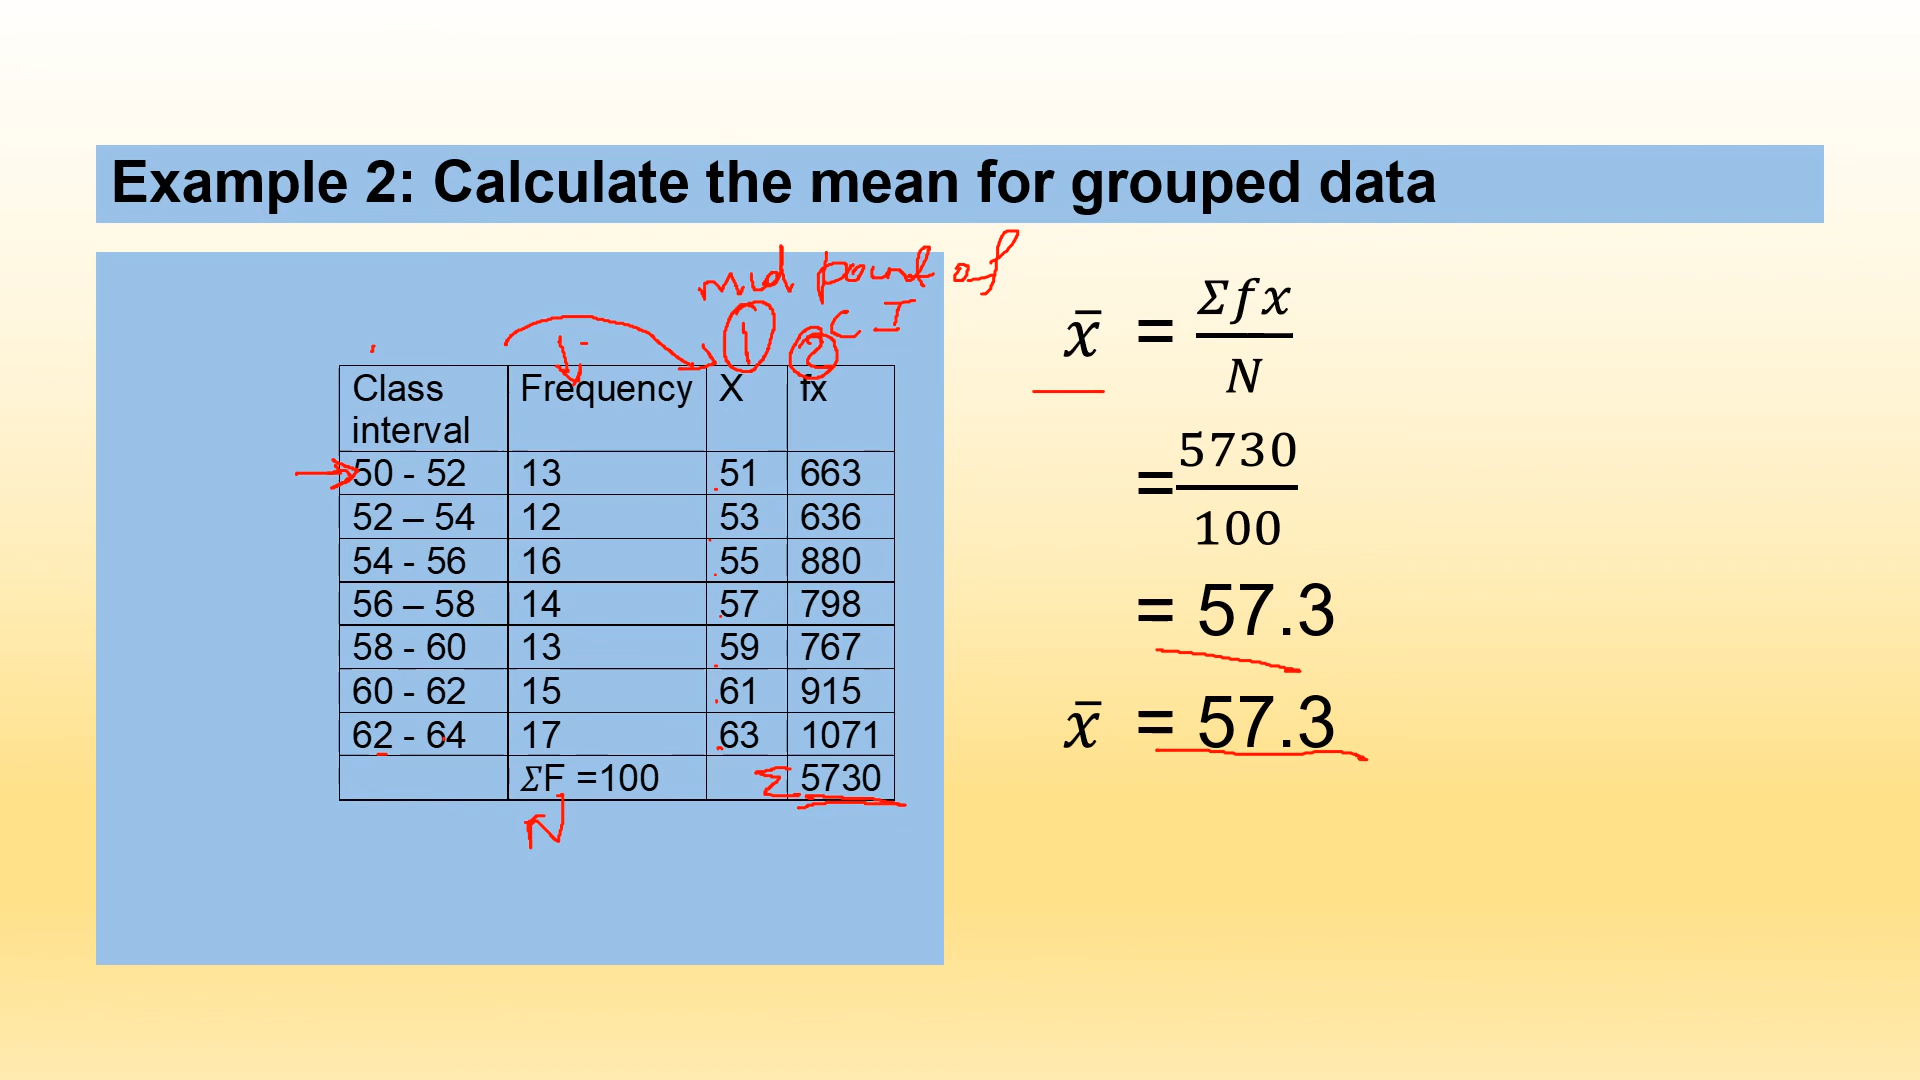 Example 2: Calculate the mean for grouped data
mid point of
C I
1 2
Class interval Frequency X fx
50 - 52 13 51 663
52 – 54 12 53 636
54 - 56 16 55 880
56 – 58 14 57 798
58 - 60 13 59 767
60 - 62 15 61 915
62 - 64 17 63 1071
ΣF =100 Σ 5730
N
x̄ = Σfx / N
= 5730 / 100
= 57.3
x̄ = 57.3